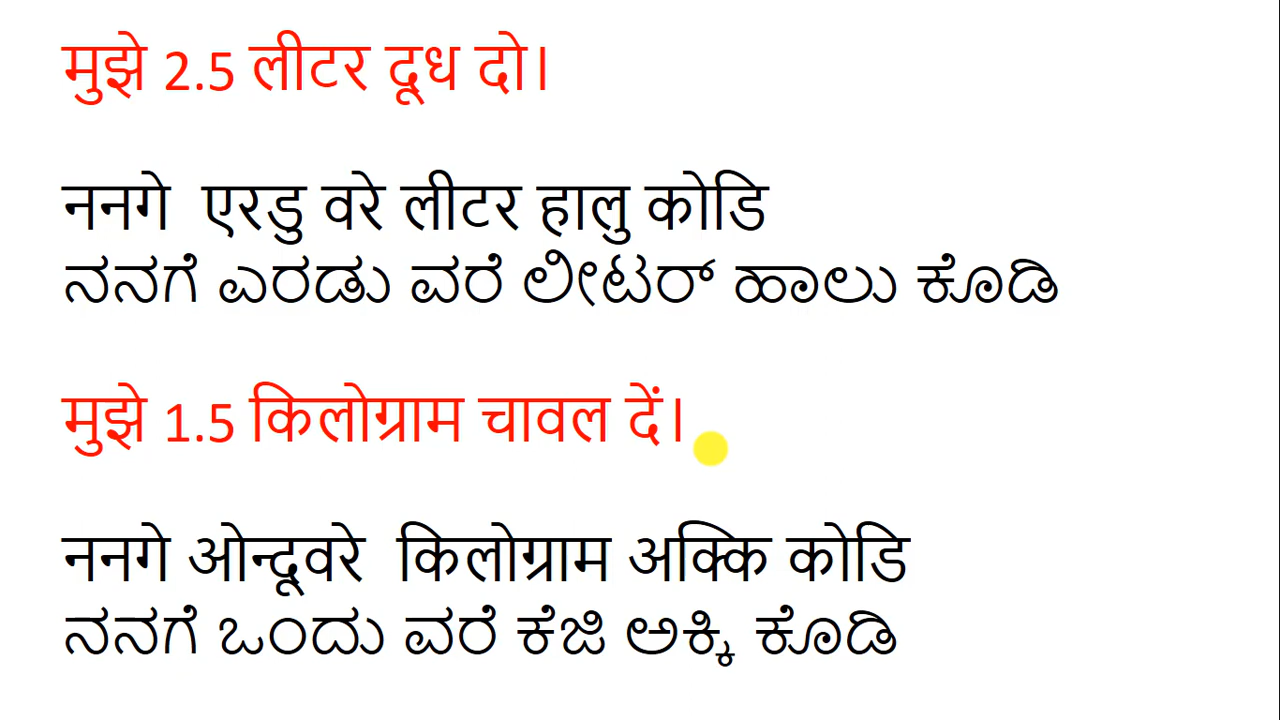 मुझे 2.5 लीटर दूध दो।
ननगे एरडु वरे लीटर हालु कोडि
ನನಗೆ ಎರಡು ವರೆ ಲೀಟರ್ ಹಾಲು ಕೊಡಿ
मुझे 1.5 किलोग्राम चावल दें।
ननगे ओन्दूवरे किलोग्राम अक्कि कोडि
ನನಗೆ ಒಂದು ವರೆ ಕೆಜಿ ಅಕ್ಕಿ ಕೊಡಿ